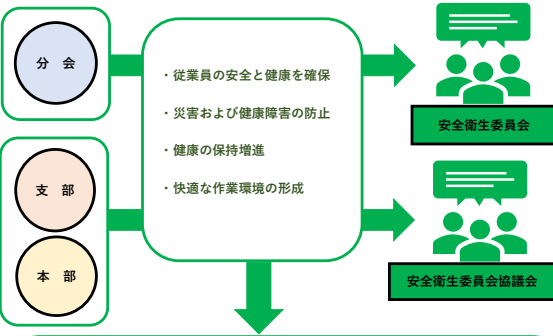 分　会
・従業員の安全と健康を確保
・災害および健康障害の防止
・健康の保持増進
・快適な作業環境の形成
安全衛生委員会
支　部
本　部
安全衛生委員会協議会